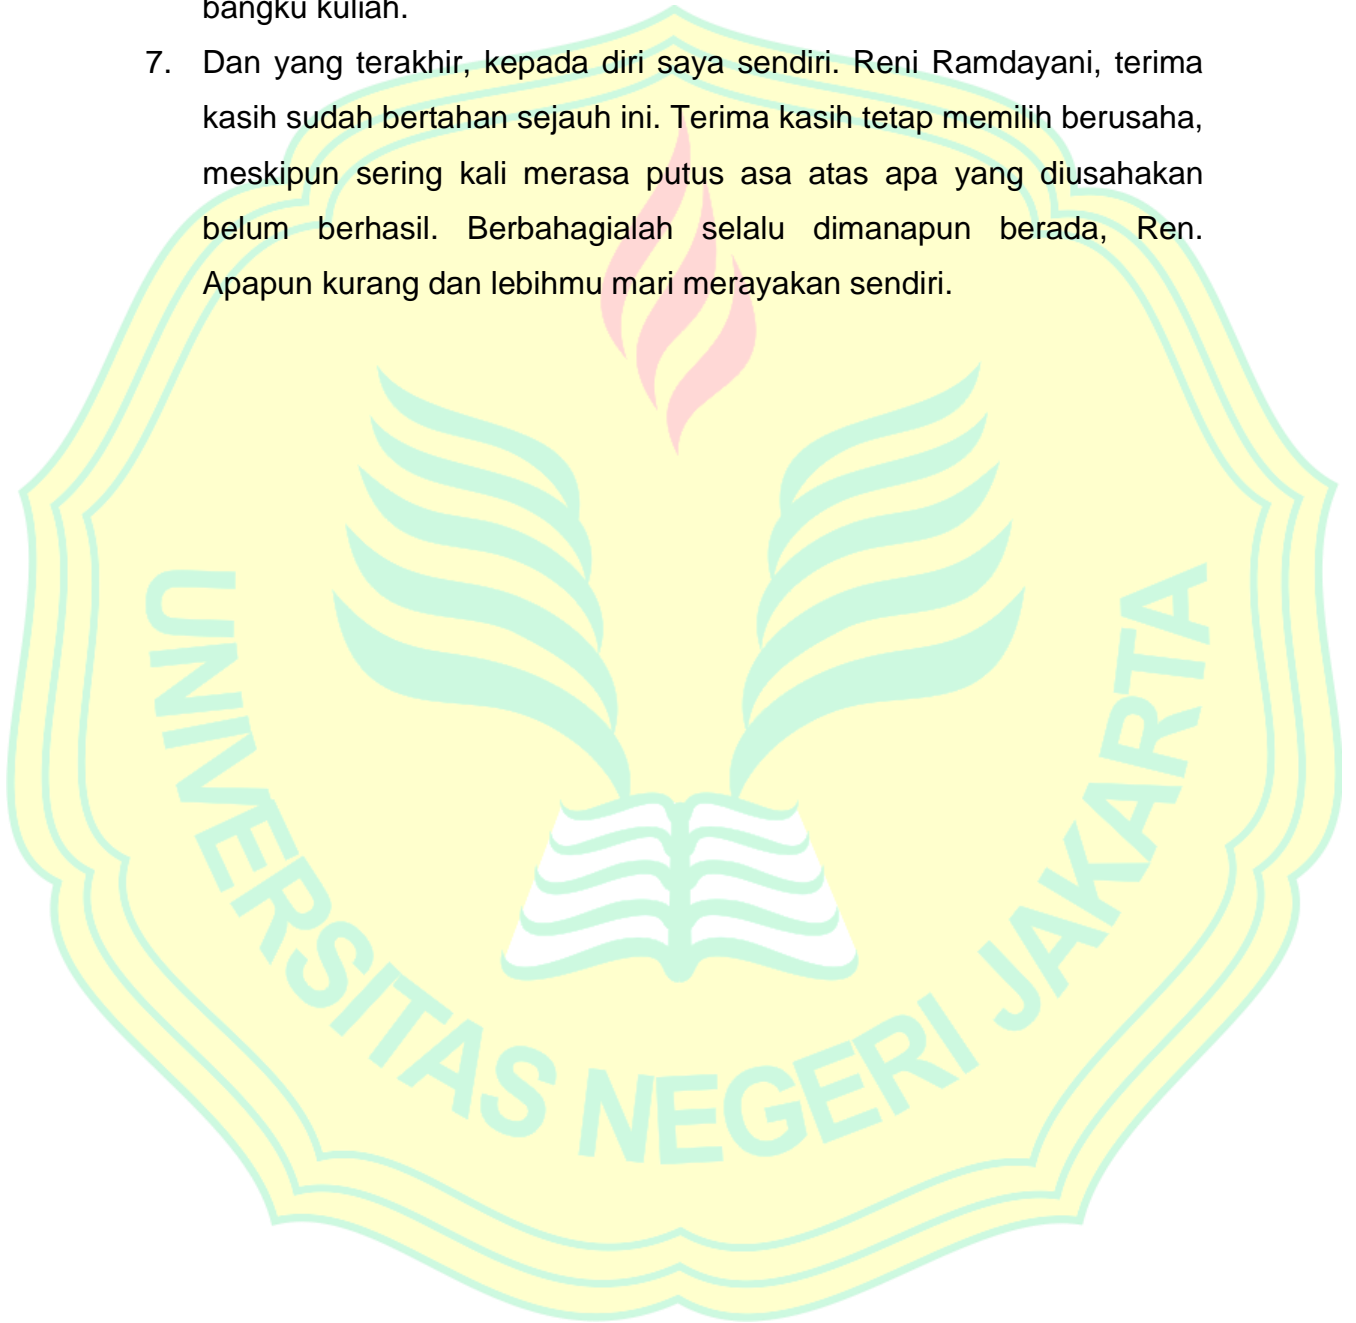 bangku kuliah.
7. Dan yang terakhir, kepada diri saya sendiri. Reni Ramdayani, terima
kasih sudah bertahan sejauh ini. Terima kasih tetap memilih berusaha,
meskipun sering kali merasa putus asa atas apa yang diusahakan
belum berhasil. Berbahagialah selalu dimanapun berada, Ren.
Apapun kurang dan lebihmu mari merayakan sendiri.
UNIVERSITAS NEGERI JAKARTA